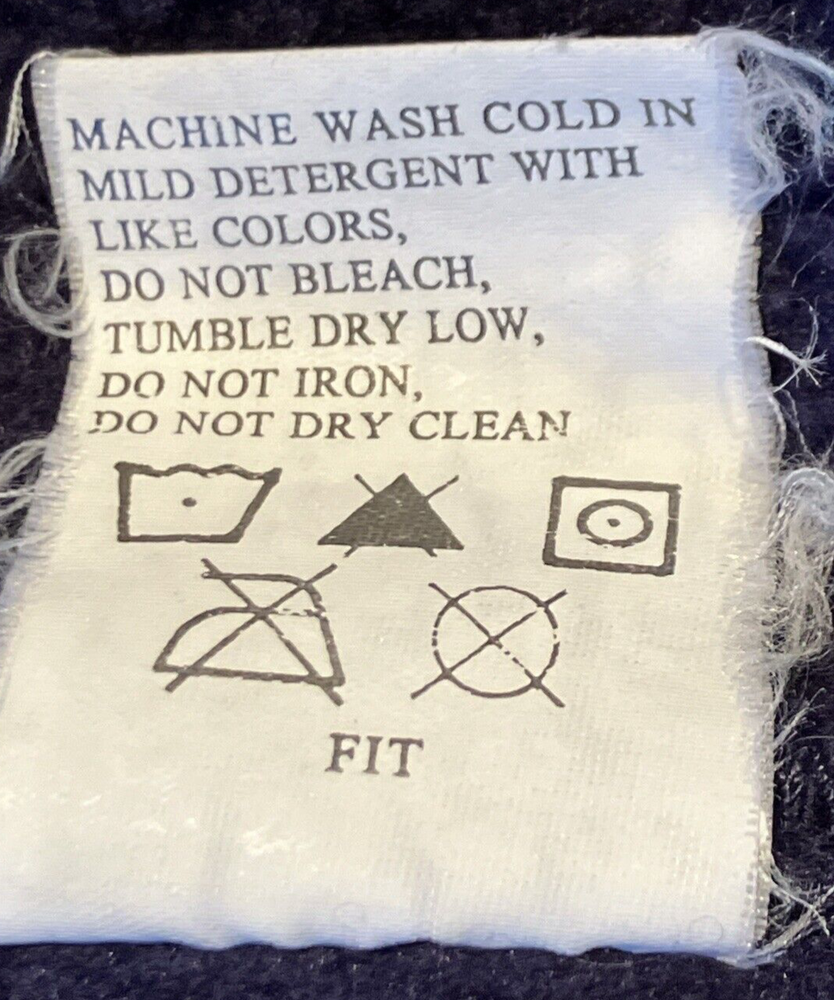 MACHINE WASH COLD IN
MILD DETERGENT WITH
LIKE COLORS,
DO NOT BLEACH,
TUMBLE DRY LOW,
DO NOT IRON,
DO NOT DRY CLEAN
FIT